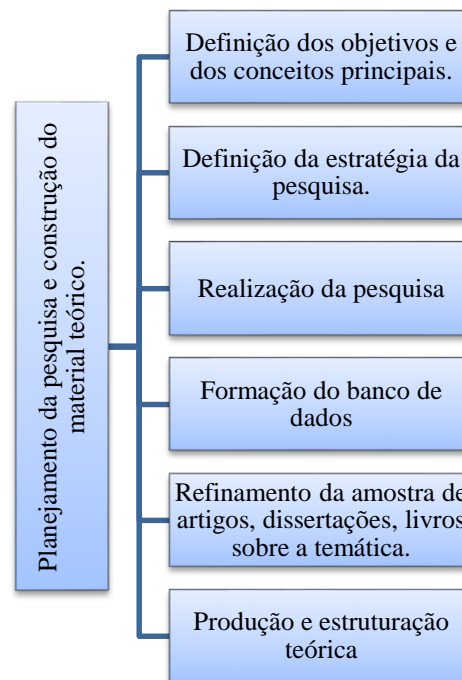 Planejamento da pesquisa e construção do
material teórico.
Definição dos objetivos e
dos conceitos principais.
Definição da estratégia da
pesquisa.
Realização da pesquisa
Formação do banco de
dados
Refinamento da amostra de
artigos, dissertações, livros
sobre a temática.
Produção e estruturação
teórica